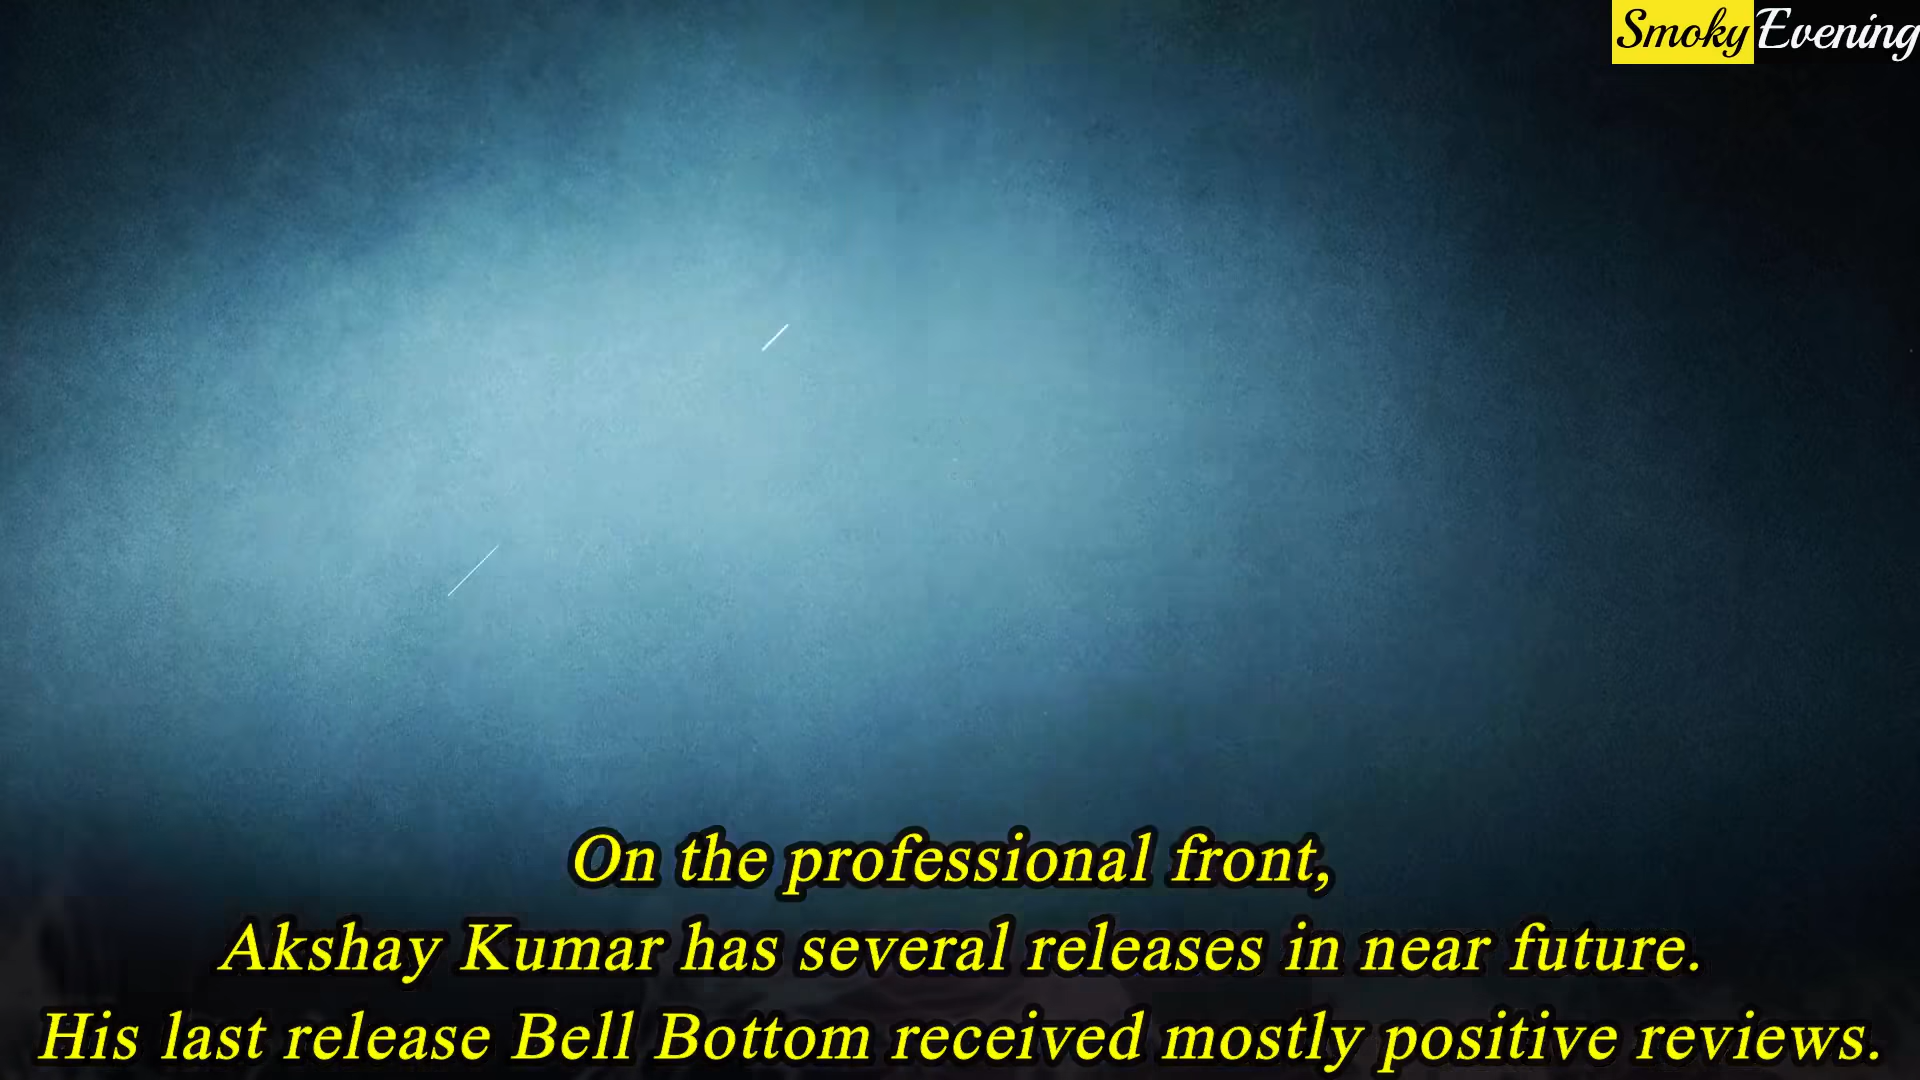 Smoky Evening
On the professional front,
Akshay Kumar has several releases in near future.
His last release Bell Bottom received mostly positive reviews.